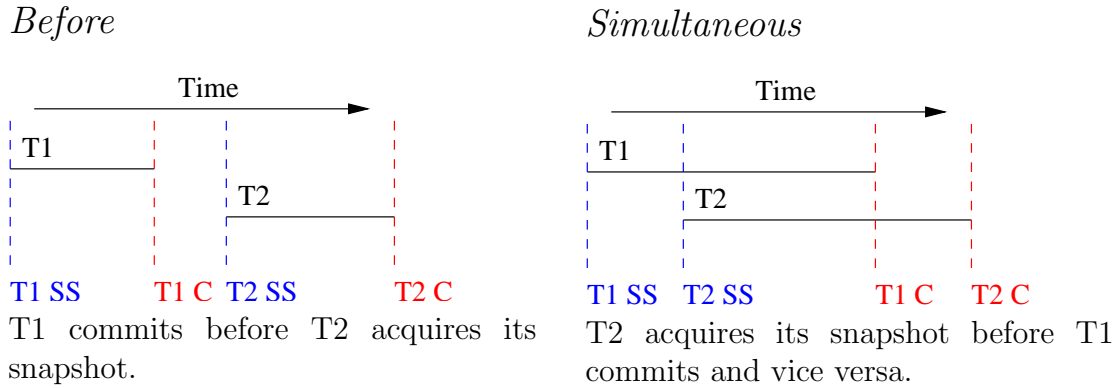 Before
Time
T1
T2
T1 SS T1 C T2 SS T2 C
T1 commits before T2 acquires its
snapshot.
Simultaneous
Time
T1
T2
T1 SS T2 SS T1 C T2 C
T2 acquires its snapshot before T1
commits and vice versa.